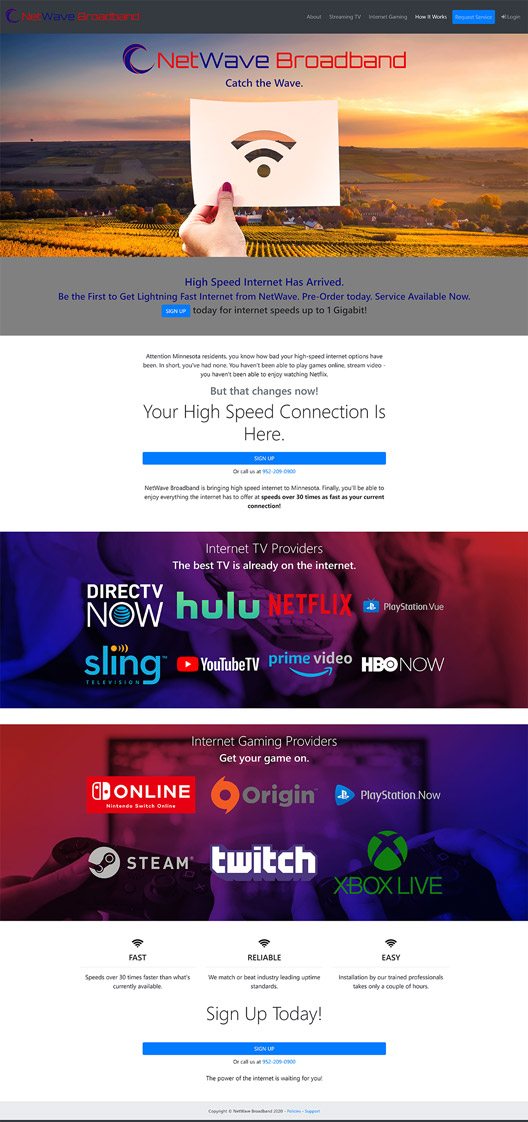 NetWave Broadband
About Streaming TV Internet Gaming How It Works Request Service Login
NetWave Broadband
Catch the Wave.
High Speed Internet Has Arrived.
Be the First to Get Lightning Fast Internet from NetWave. Pre-Order today. Service Available Now.
SIGN UP today for internet speeds up to 1 Gigabit!
Attention Minnesota residents, you know how bad your high-speed internet options have
been. In short, you've had none. You haven't been able to play games online, stream video -
you haven't been able to enjoy watching Netflix.
But that changes now!
Your High Speed Connection Is
Here.
SIGN UP
Or call us at 952-209-0900
NetWave Broadband is bringing high speed internet to Minnesota. Finally, you'll be able to
enjoy everything the internet has to offer at speeds over 30 times as fast as your current
connection!
Internet TV Providers
The best TV is already on the internet.
DIRECTV
NOW
hulu
NETFLIX
PlayStation.Vue
sling
TELEVISION
YouTubeTV
prime video
HBO NOW
Internet Gaming Providers
Get your game on.
ONLINE
Nintendo Switch Online
Origin
PlayStation.Now
STEAM
twitch
XBOX LIVE
FAST
Speeds over 30 times faster than what's
currently available.
RELIABLE
We match or beat industry leading uptime
standards.
EASY
Installation by our trained professionals
takes only a couple of hours.
Sign Up Today!
SIGN UP
Or call us at 952-209-0900
The power of the internet is waiting for you!
Copyright © NetWave Broadband 2020 - Policies - Support